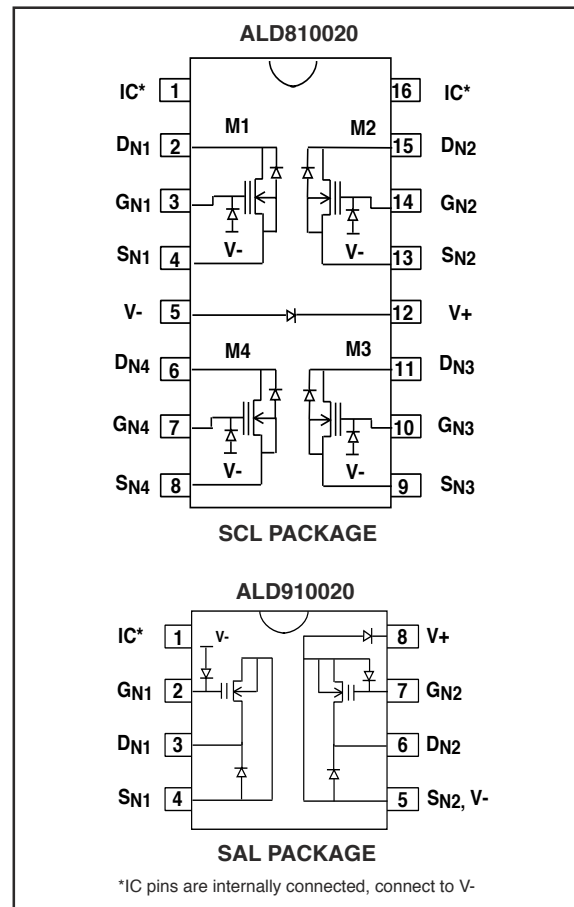 ALD810020
IC* 1 16 IC*
M1 M2
DN1 2 15 DN2
GN1 3 14 GN2
V- V-
SN1 4 13 SN2
V- 5 12 V+
M4 M3
DN4 6 11 DN3
GN4 7 10 GN3
V- V-
SN4 8 9 SN3
SCL PACKAGE
ALD910020
IC* 1 V- 8 V+
GN1 2 7 GN2
DN1 3 6 DN2
SN1 4 5 SN2, V-
SAL PACKAGE
*IC pins are internally connected, connect to V-